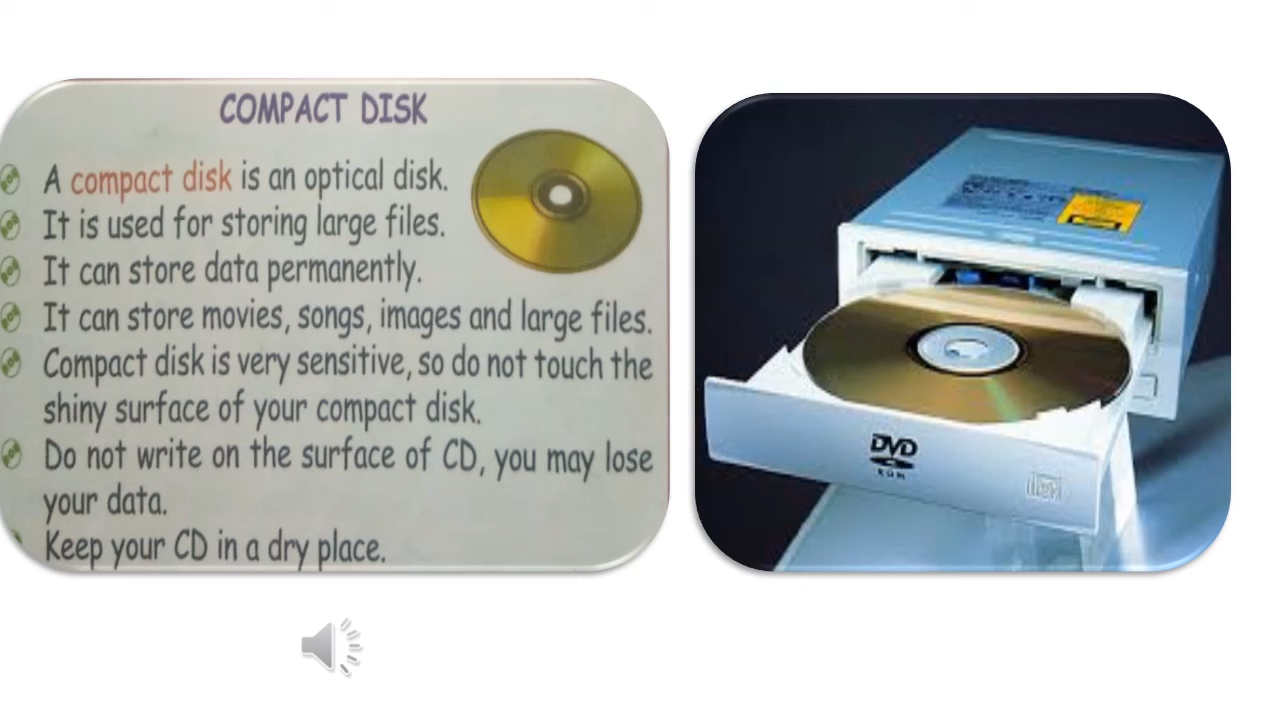 COMPACT DISK
A compact disk is an optical disk.
It is used for storing large files.
It can store data permanently.
It can store movies, songs, images and large files.
Compact disk is very sensitive, so do not touch the
shiny surface of your compact disk.
Do not write on the surface of CD, you may lose
your data.
Keep your CD in a dry place.
DVD
ROM